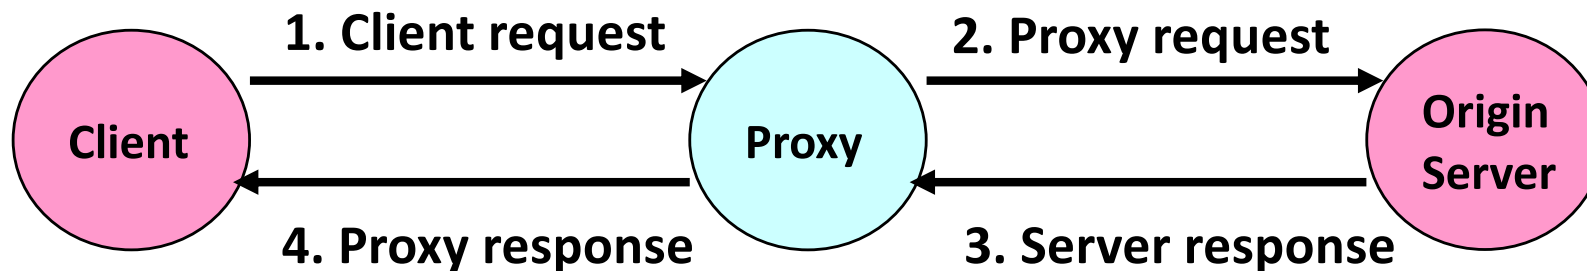 1. Client request
2. Proxy request
Client
Proxy
Origin
Server
4. Proxy response
3. Server response